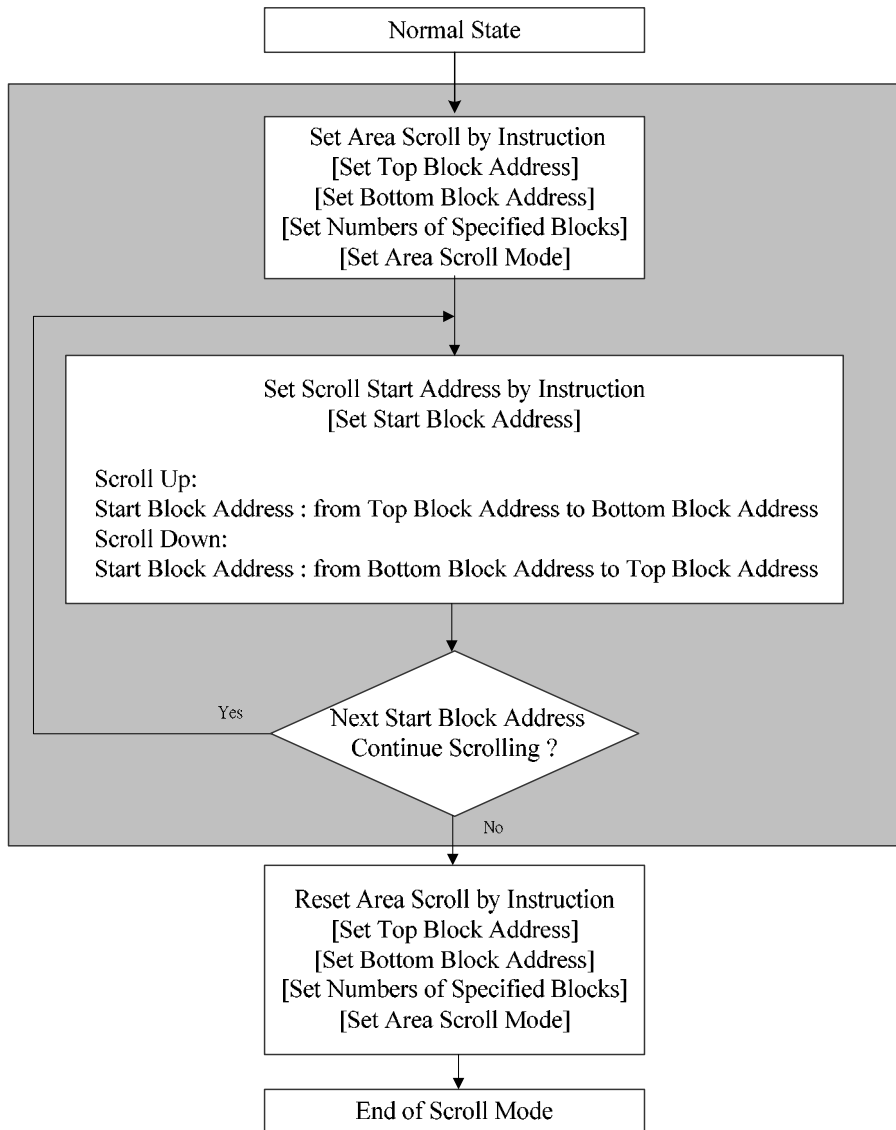 Normal State
Set Area Scroll by Instruction
[Set Top Block Address]
[Set Bottom Block Address]
[Set Numbers of Specified Blocks]
[Set Area Scroll Mode]
Set Scroll Start Address by Instruction
[Set Start Block Address]
Scroll Up:
Start Block Address : from Top Block Address to Bottom Block Address
Scroll Down:
Start Block Address : from Bottom Block Address to Top Block Address
Yes
Next Start Block Address
Continue Scrolling ?
No
Reset Area Scroll by Instruction
[Set Top Block Address]
[Set Bottom Block Address]
[Set Numbers of Specified Blocks]
[Set Area Scroll Mode]
End of Scroll Mode